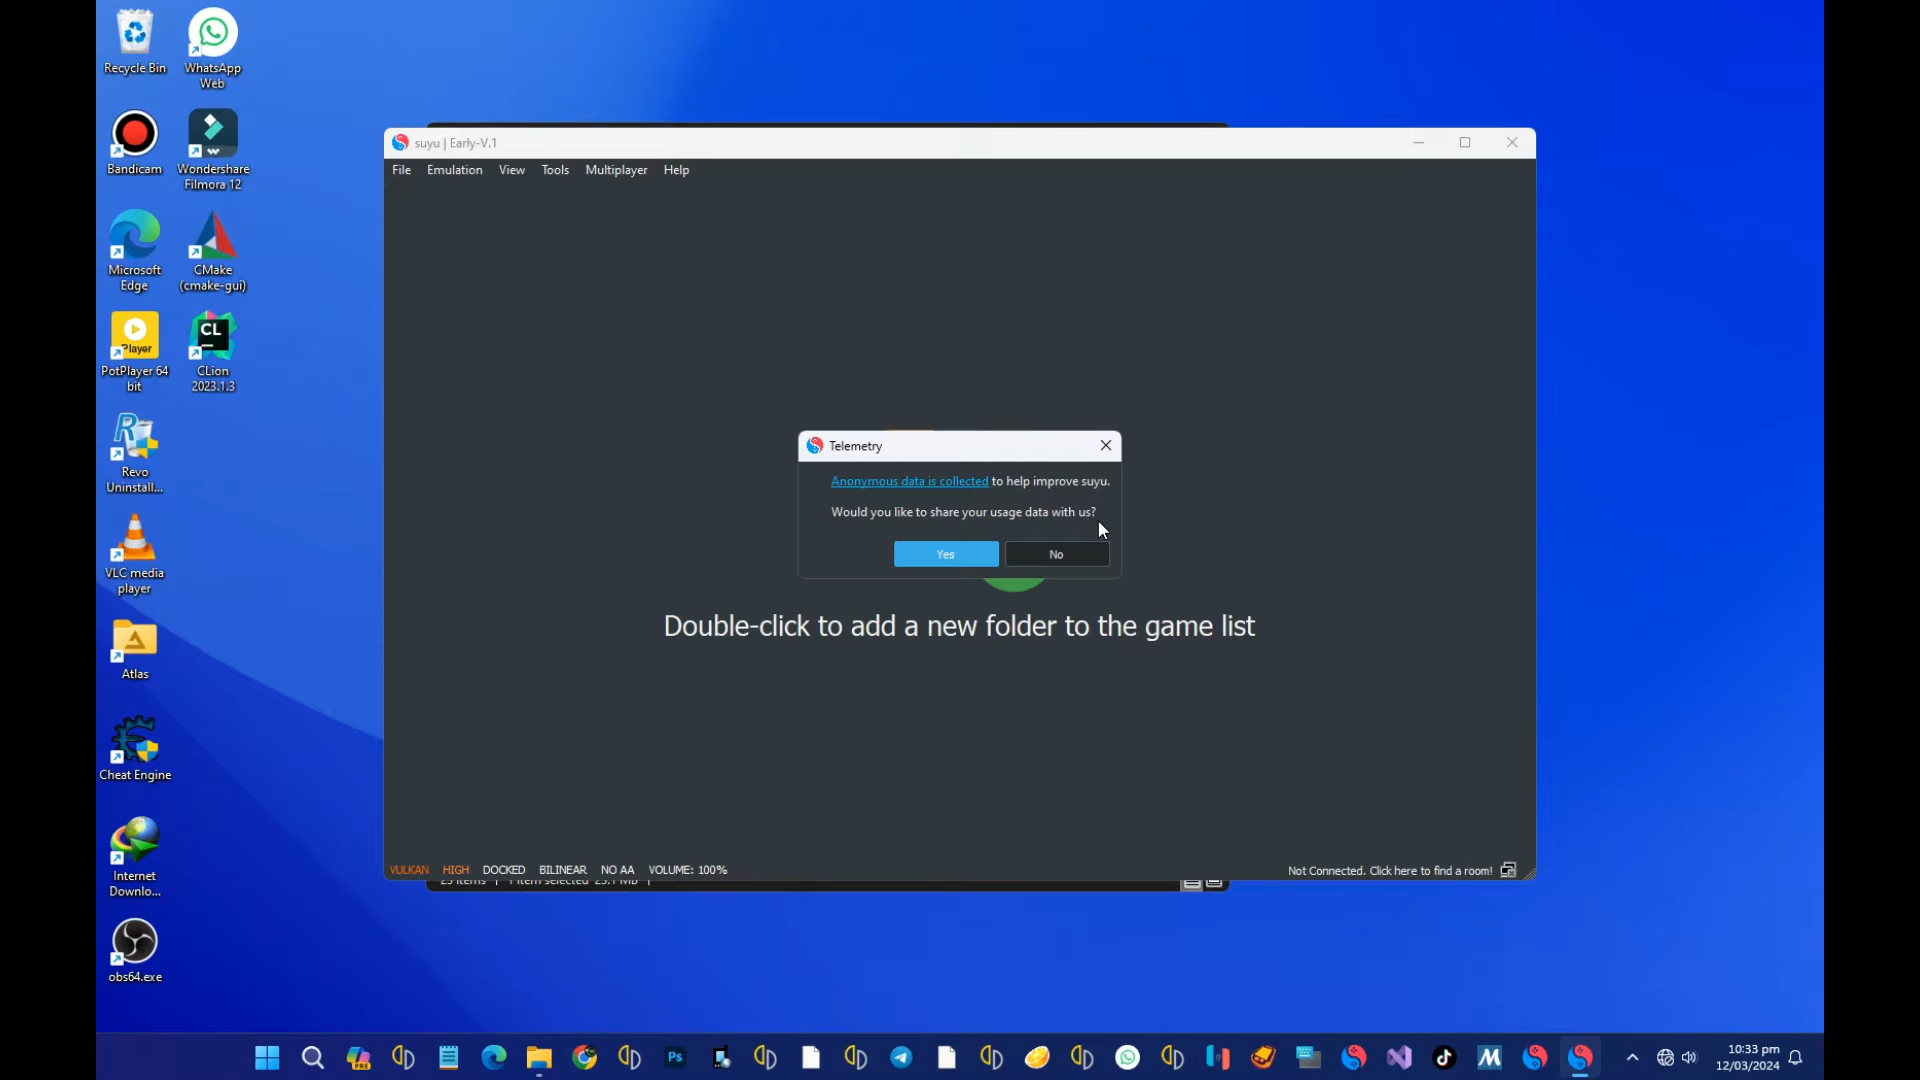 Recycle Bin
WhatsApp
Web
Bandicam
Wondershare
Filmora 12
Microsoft
Edge
CMake
(cmake-gui)
Player
PotPlayer 64
bit
CL
CLion
2023.1.3
Revo
Uninstall...
VLC media
player
Atlas
Cheat Engine
Internet
Downlo...
obs64.exe
suyu | Early-V.1
File Emulation View Tools Multiplayer Help
Telemetry
Anonymous data is collected to help improve suyu.
Would you like to share your usage data with us?
Yes No
Double-click to add a new folder to the game list
VULKAN HIGH DOCKED BILINEAR NO AA VOLUME: 100%
Not Connected. Click here to find a room!
PRE
Ps
10:33 pm
12/03/2024